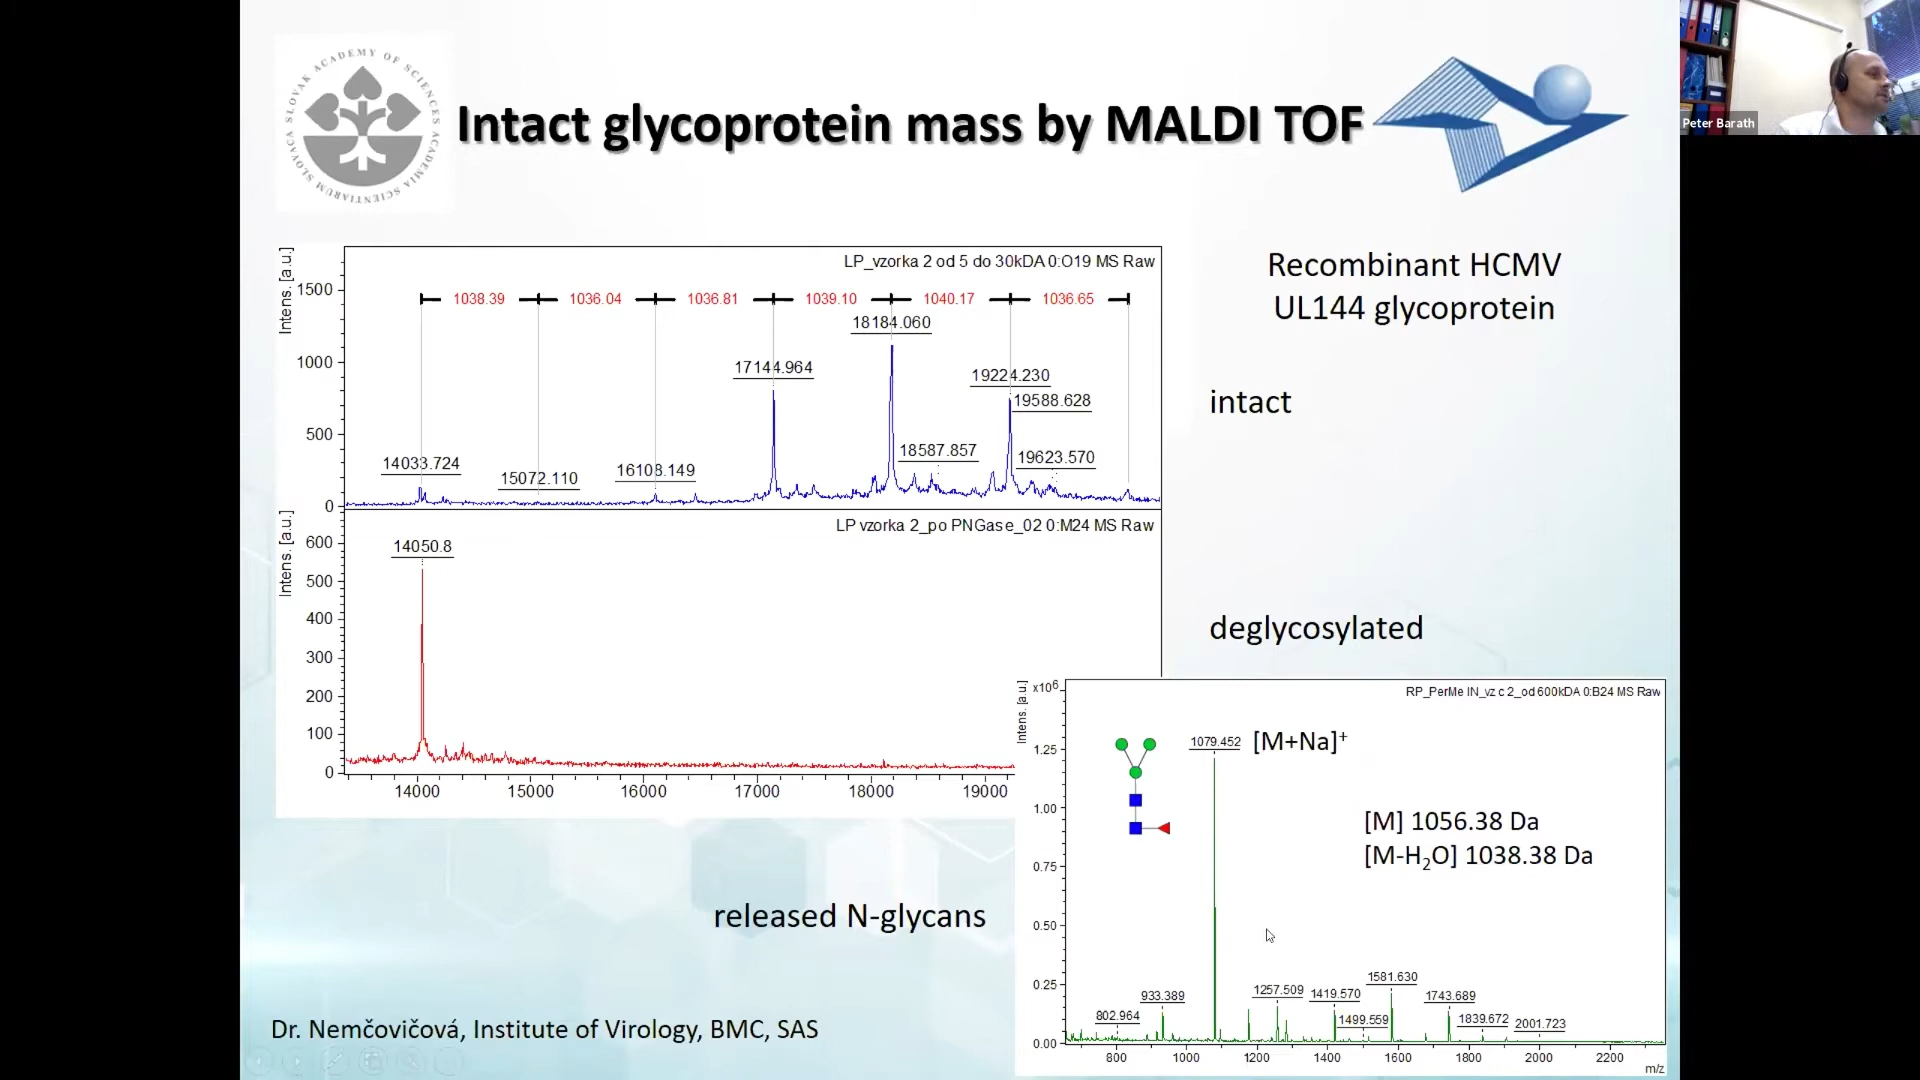 SLOVAK ACADEMY OF SCIENCES
ACADEMIA SCIENTIARUM SLOVACA
Intact glycoprotein mass by MALDI TOF
Peter Barath
Recombinant HCMV
UL144 glycoprotein
intact
deglycosylated
Intens. [a.u.]
LP_vzorka 2 od 5 do 30kDA 0:O19 MS Raw
1500
1000
500
0
1038.39
1036.04
1036.81
1039.10
1040.17
1036.65
14033.724
15072.110
16108.149
17144.964
18184.060
18587.857
19224.230
19588.628
19623.570
Intens. [a.u.]
LP vzorka 2_po PNGase_02 0:M24 MS Raw
600
500
400
300
200
100
0
14050.8
14000 15000 16000 17000 18000 19000
released N-glycans
Intens. [a.u.]
x10⁶
RP_PerMe IN_vz c 2_od 600kDA 0:B24 MS Raw
1.25
1.00
0.75
0.50
0.25
0.00
1079.452
[M+Na]⁺
[M] 1056.38 Da
[M-H₂O] 1038.38 Da
802.964
933.389
1257.509
1419.570
1499.559
1581.630
1743.689
1839.672
2001.723
800 1000 1200 1400 1600 1800 2000 2200
m/z
Dr. Nemčovičová, Institute of Virology, BMC, SAS